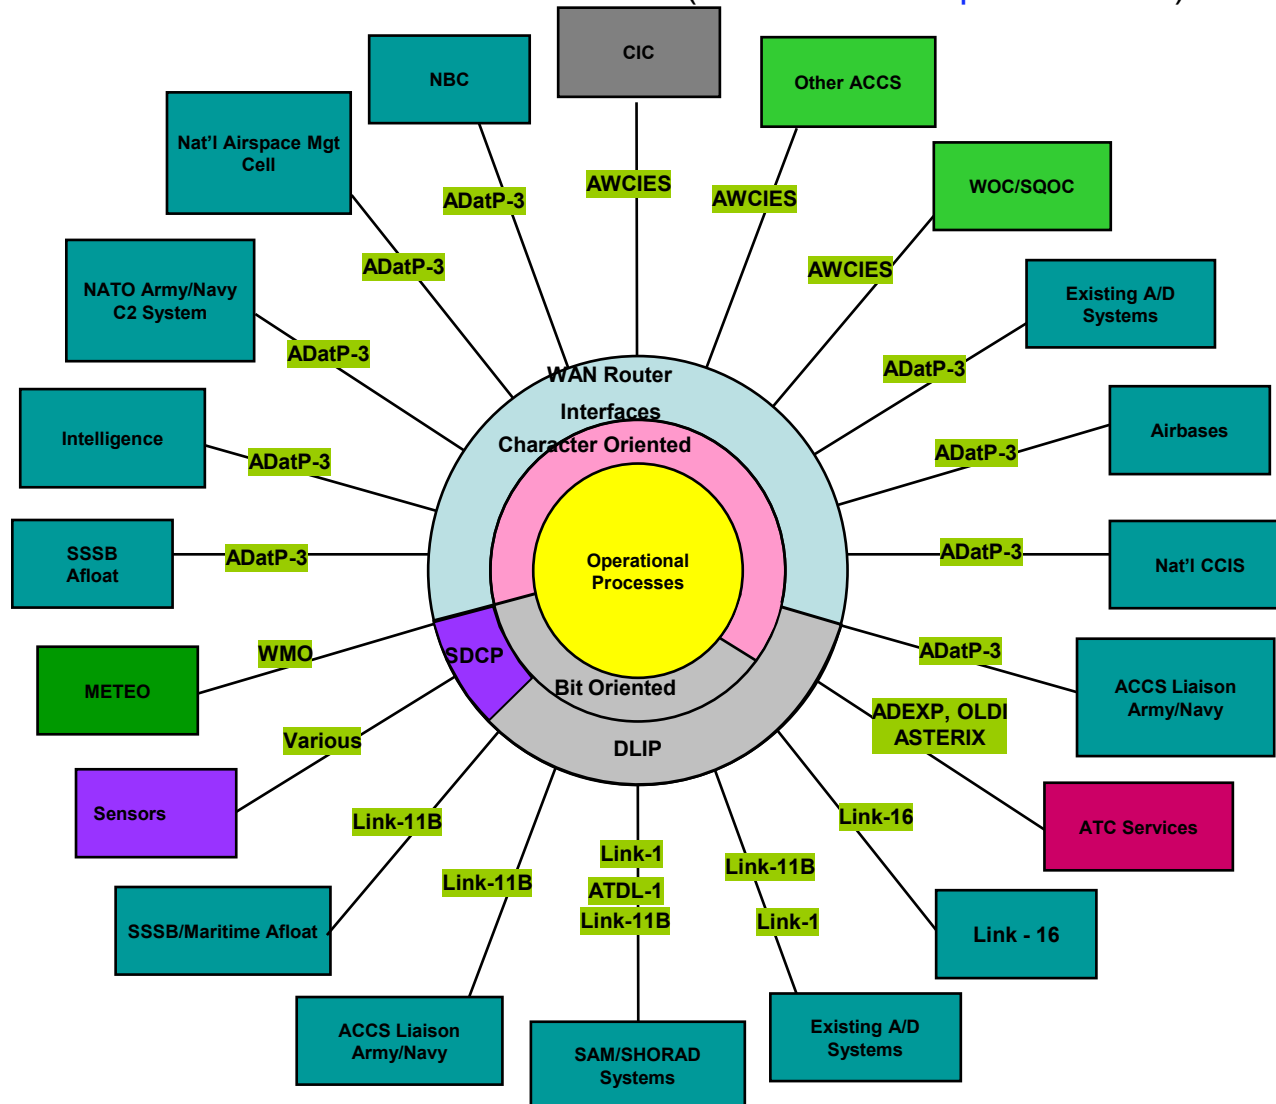 CIC
NBC
Other ACCS
Nat'l Airspace Mgt
Cell
WOC/SQOC
AWCIES
ADatP-3
AWCIES
AWCIES
ADatP-3
NATO Army/Navy
C2 System
Existing A/D
Systems
ADatP-3
ADatP-3
WAN Router
Interfaces
Character Oriented
Intelligence
Airbases
ADatP-3
ADatP-3
SSSB
Afloat
ADatP-3
Operational
Processes
ADatP-3
Nat'l CCIS
WMO
SDCP
ADatP-3
METEO
Bit Oriented
ACCS Liaison
Army/Navy
Various
DLIP
ADEXP, OLDI
ASTERIX
Sensors
Link-11B
Link-16
ATC Services
Link-1
ATDL-1
Link-11B
Link-11B
Link-11B
Link-1
SSSB/Maritime Afloat
Link - 16
ACCS Liaison
Army/Navy
SAM/SHORAD
Systems
Existing A/D
Systems